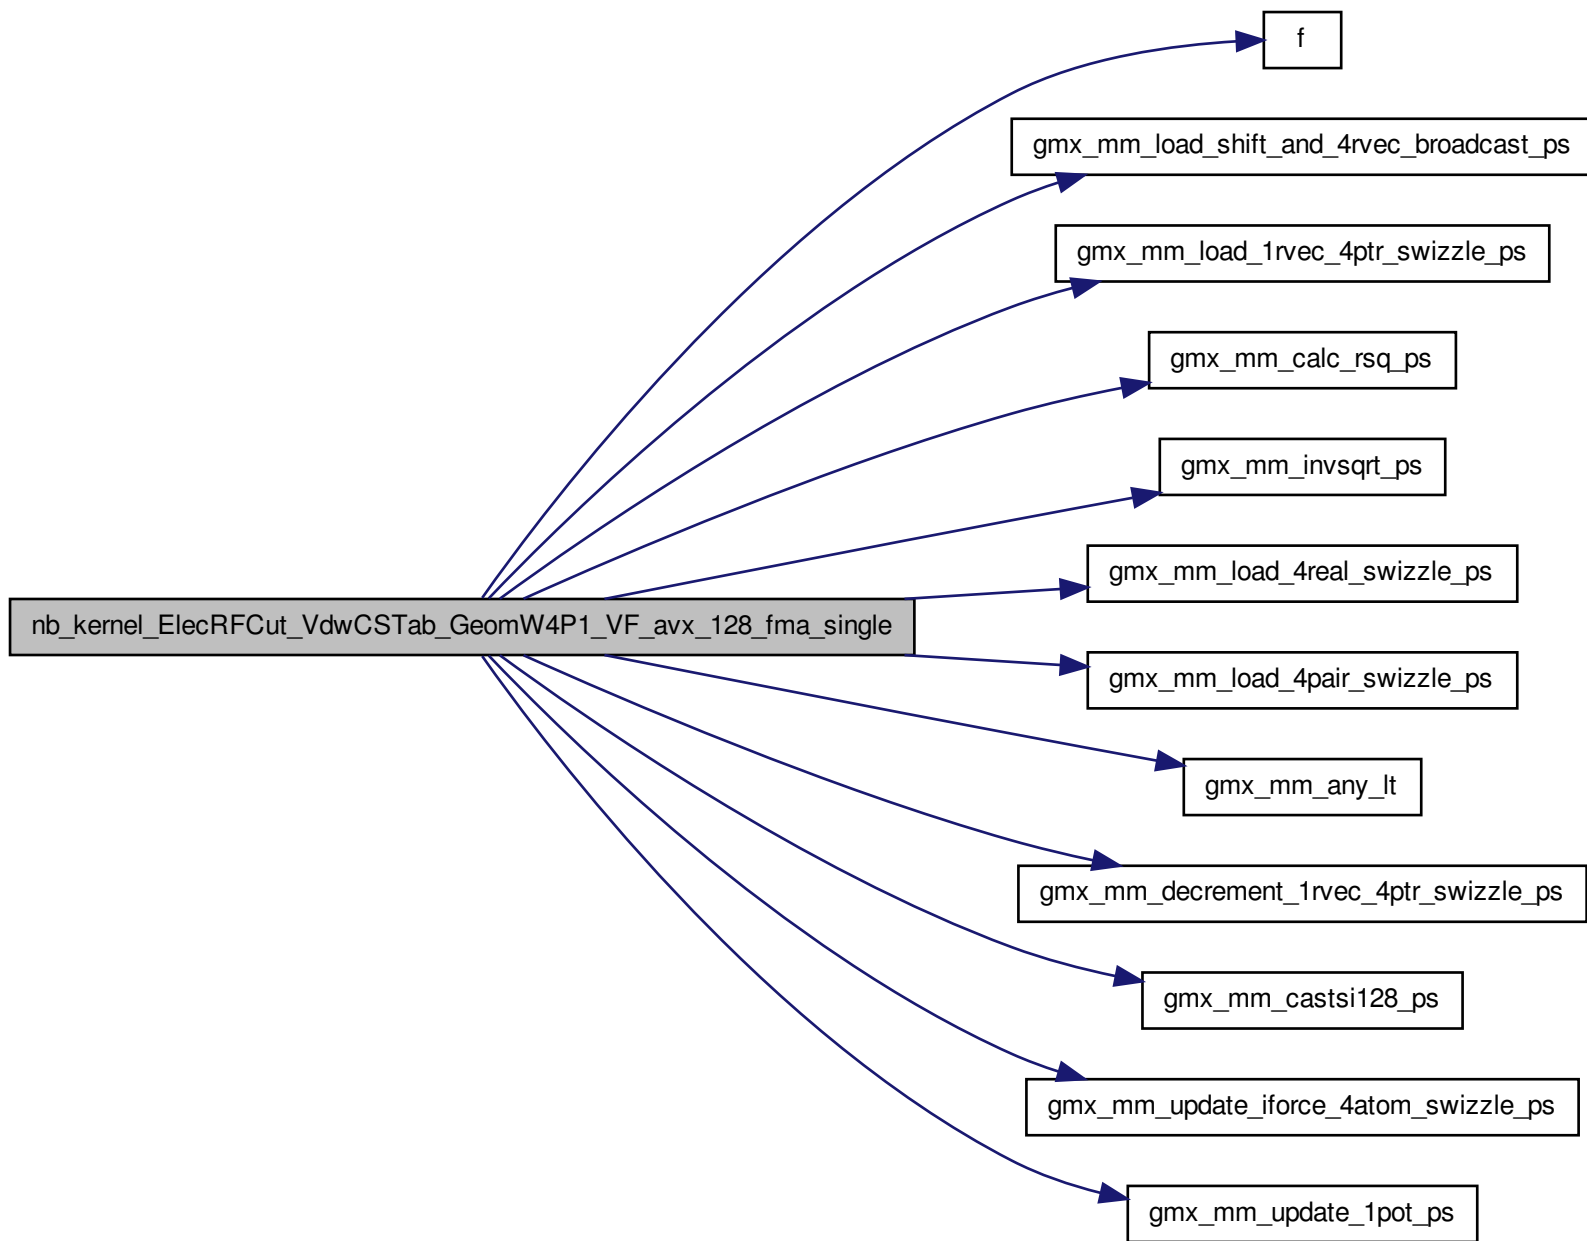 f
gmx_mm_load_shift_and_4rvec_broadcast_ps
gmx_mm_load_1rvec_4ptr_swizzle_ps
gmx_mm_calc_rsq_ps
gmx_mm_invsqrt_ps
gmx_mm_load_4real_swizzle_ps
nb_kernel_ElecRFCut_VdwCSTab_GeomW4P1_VF_avx_128_fma_single
gmx_mm_load_4pair_swizzle_ps
gmx_mm_any_lt
gmx_mm_decrement_1rvec_4ptr_swizzle_ps
gmx_mm_castsi128_ps
gmx_mm_update_iforce_4atom_swizzle_ps
gmx_mm_update_1pot_ps